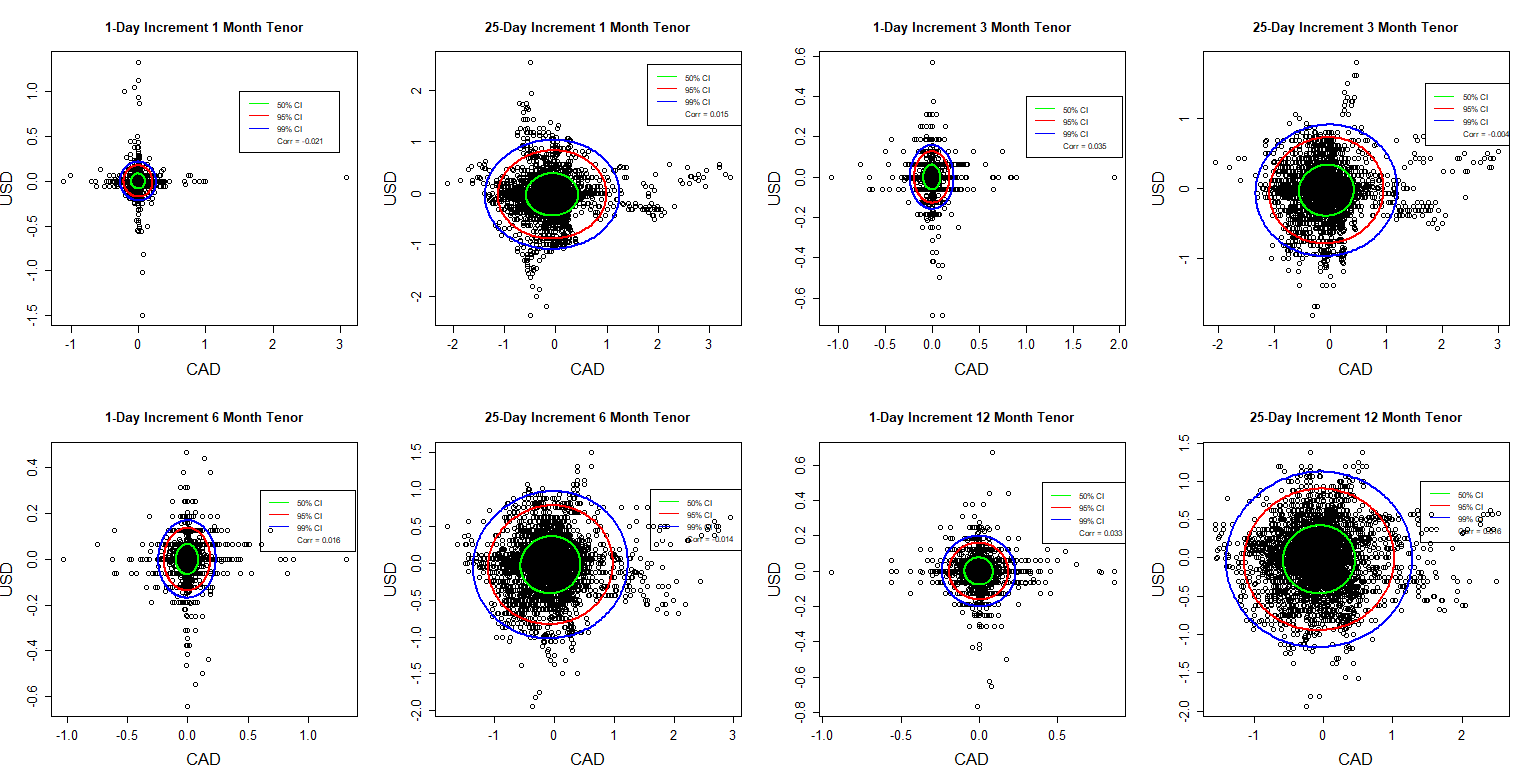 1-Day Increment 1 Month Tenor
USD
1.0
0.5
0.0
-0.5
-1.0
-1.5
50% CI
95% CI
99% CI
Corr = -0.021
-1
0
1
2
3
CAD
25-Day Increment 1 Month Tenor
USD
2
1
0
-1
-2
50% CI
95% CI
99% CI
Corr = 0.015
-2
-1
0
1
2
3
CAD
1-Day Increment 3 Month Tenor
USD
0.6
0.4
0.2
0.0
-0.2
-0.4
-0.6
50% CI
95% CI
99% CI
Corr = 0.035
-1.0
-0.5
0.0
0.5
1.0
1.5
2.0
CAD
25-Day Increment 3 Month Tenor
USD
1
0
-1
50% CI
95% CI
99% CI
Corr = -0.004
-2
-1
0
1
2
3
CAD
1-Day Increment 6 Month Tenor
USD
0.4
0.2
0.0
-0.2
-0.4
-0.6
50% CI
95% CI
99% CI
Corr = 0.016
-1.0
-0.5
0.0
0.5
1.0
CAD
25-Day Increment 6 Month Tenor
USD
1.5
1.0
0.5
0.0
-0.5
-1.0
-1.5
-2.0
50% CI
95% CI
99% CI
Corr = 0.014
-1
0
1
2
3
CAD
1-Day Increment 12 Month Tenor
USD
0.6
0.4
0.2
0.0
-0.2
-0.4
-0.6
-0.8
50% CI
95% CI
99% CI
Corr = 0.033
-1.0
-0.5
0.0
0.5
CAD
25-Day Increment 12 Month Tenor
USD
1.5
1.0
0.5
0.0
-0.5
-1.0
-1.5
-2.0
50% CI
95% CI
99% CI
Corr =
-1
0
1
2
CAD